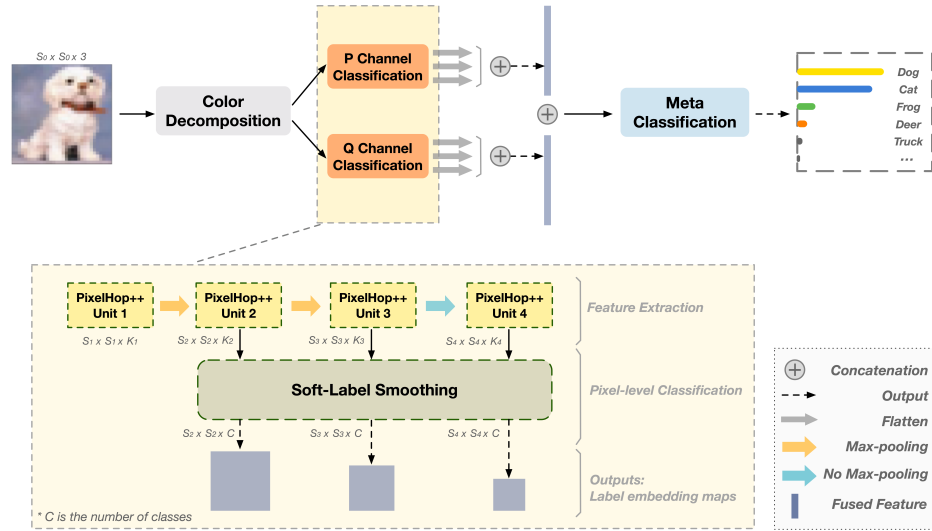 S0 x S0 x 3
Color
Decomposition
P Channel
Classification
Q Channel
Classification
Meta
Classification
Dog
Cat
Frog
Deer
Truck
...
PixelHop++
Unit 1
PixelHop++
Unit 2
PixelHop++
Unit 3
PixelHop++
Unit 4
Feature Extraction
S1 x S1 x K1
S2 x S2 x K2
S3 x S3 x K3
S4 x S4 x K4
Soft-Label Smoothing
Pixel-level Classification
S2 x S2 x C
S3 x S3 x C
S4 x S4 x C
Outputs:
Label embedding maps
* C is the number of classes
Concatenation
Output
Flatten
Max-pooling
No Max-pooling
Fused Feature